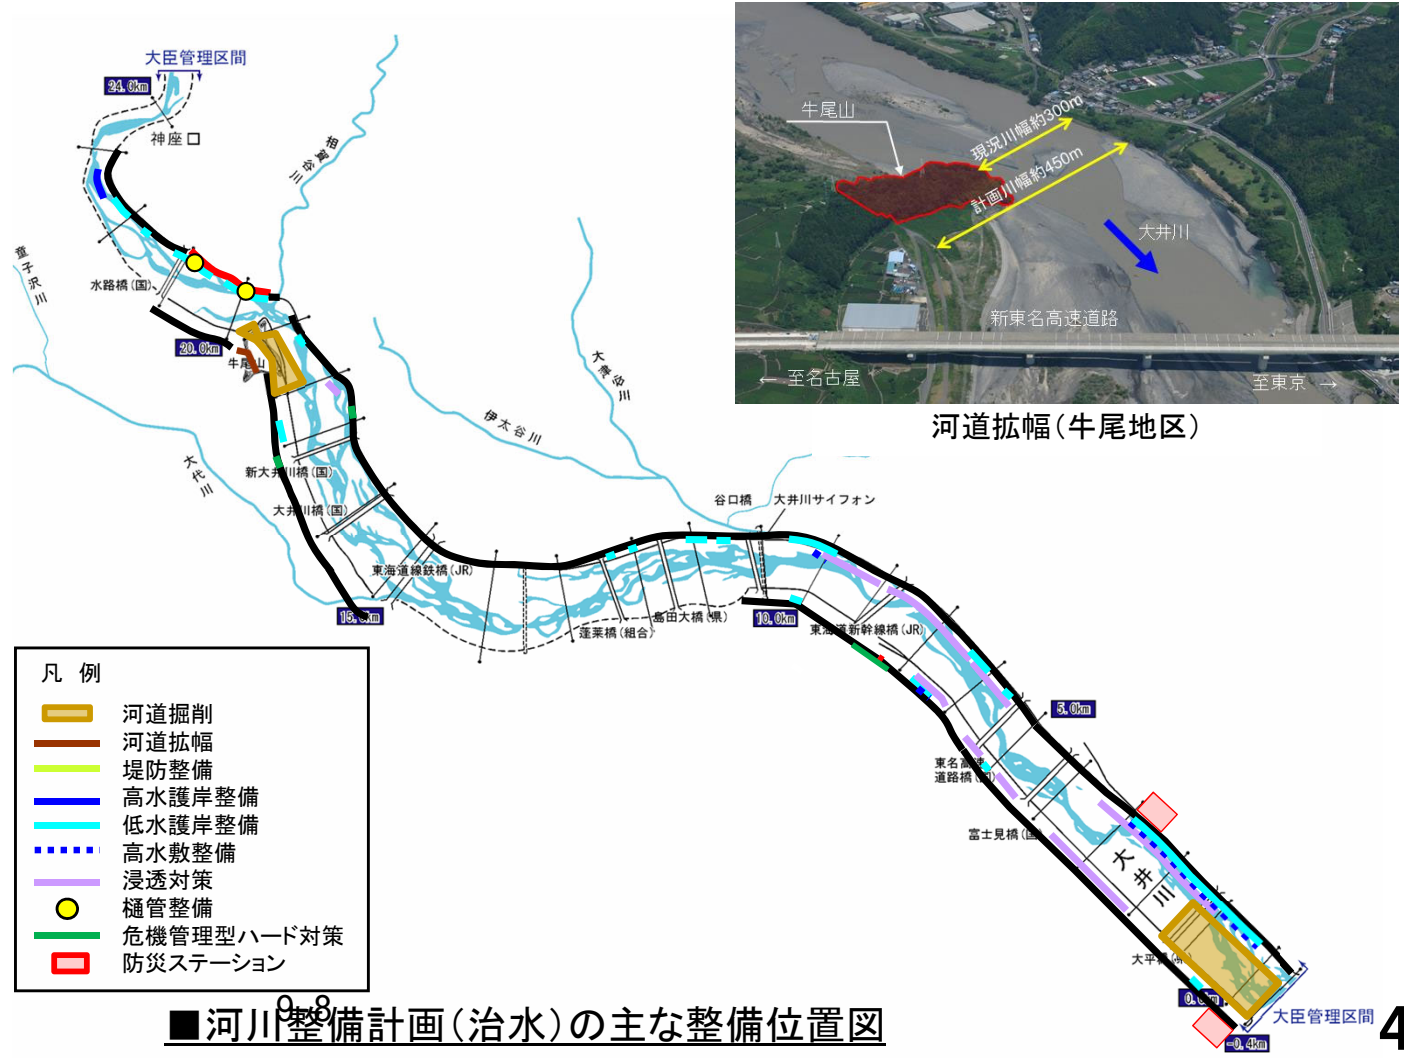 大臣管理区間
24.0km
神座
相賀谷川
童子沢川
水路橋(国)
20.0km
牛尾山
大津谷川
伊太谷川
大代川
新大井川橋(国)
大井川橋(国)
東海道線鉄橋(JR)
谷口橋
大井川サイフォン
蓬莱橋(組合)
島田大橋(県)
10.0km
東海道新幹線橋(JR)
5.0km
東名高速
道路橋
富士見橋(国)
大井川
大臣管理区間
-0.4km
牛尾山
現況川幅約300m
計画川幅約450m
大井川
新東名高速道路
← 至名古屋
至東京 →
河道拡幅(牛尾地区)
凡 例
河道掘削
河道拡幅
堤防整備
高水護岸整備
低水護岸整備
高水敷整備
浸透対策
樋管整備
危機管理型ハード対策
防災ステーション
9.8
■河川整備計画(治水)の主な整備位置図
4